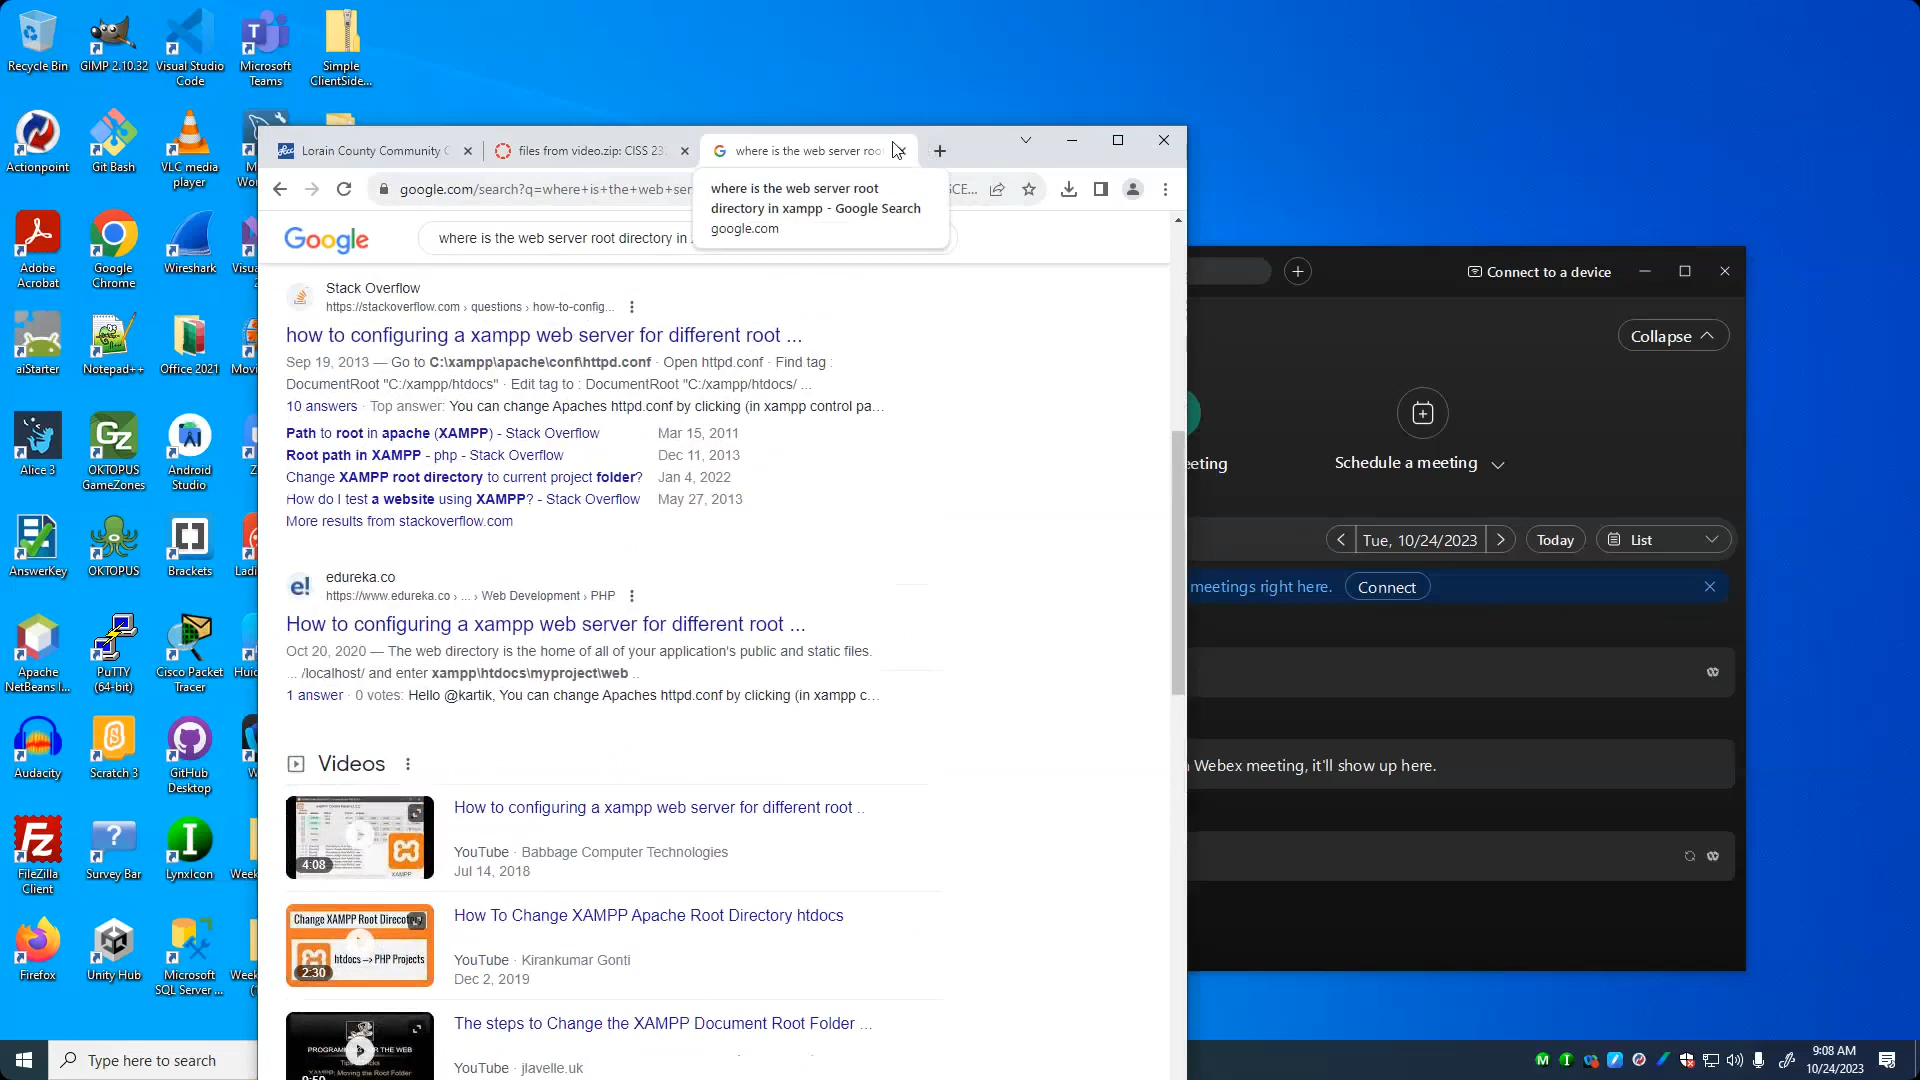 Recycle Bin
GIMP 2.10.32
Visual Studio
Code
Microsoft
Teams
Simple
ClientSide...
Actionpoint
Git Bash
VLC media
player
Adobe
Acrobat
Google
Chrome
Wireshark
aiStarter
Notepad++
Office 2021
Alice 3
OKTOPUS
GameZones
Android
Studio
AnswerKey
OKTOPUS
Brackets
Apache
NetBeans I...
PuTTY
(64-bit)
Cisco Packet
Tracer
Audacity
Scratch 3
GitHub
Desktop
FileZilla
Client
Survey Bar
LynxIcon
Firefox
Unity Hub
Microsoft
SQL Server ...
Type here to search
Lorain County Community C
files from video.zip: CISS 23
where is the web server roo
google.com/search?q=where+is+the+web+ser
GCE...
where is the web server root
directory in xampp - Google Search
google.com
Google
where is the web server root directory in
Stack Overflow
https://stackoverflow.com › questions › how-to-config...
how to configuring a xampp web server for different root ...
Sep 19, 2013 — Go to C:\xampp\apache\conf\httpd.conf · Open httpd.conf · Find tag :
DocumentRoot "C:/xampp/htdocs" · Edit tag to : DocumentRoot "C:/xampp/htdocs/ ...
10 answers · Top answer: You can change Apaches httpd.conf by clicking (in xampp control pa...
Path to root in apache (XAMPP) - Stack Overflow Mar 15, 2011
Root path in XAMPP - php - Stack Overflow Dec 11, 2013
Change XAMPP root directory to current project folder? Jan 4, 2022
How do I test a website using XAMPP? - Stack Overflow May 27, 2013
More results from stackoverflow.com
e!
edureka.co
https://www.edureka.co › ... › Web Development › PHP
How to configuring a xampp web server for different root ...
Oct 20, 2020 — The web directory is the home of all of your application's public and static files.
... /localhost/ and enter xampp\htdocs\myproject\web ..
1 answer · 0 votes: Hello @kartik, You can change Apaches httpd.conf by clicking (in xampp c...
Videos
4:08
XAMPP
How to configuring a xampp web server for different root ..
YouTube · Babbage Computer Technologies
Jul 14, 2018
Change XAMPP Root Direcotry
htdocs --> PHP Projects
2:30
How To Change XAMPP Apache Root Directory htdocs
YouTube · Kirankumar Gonti
Dec 2, 2019
XAMPP: Moving the Root Folder
The steps to Change the XAMPP Document Root Folder ...
YouTube · jlavelle.uk
Connect to a device
Collapse
eeting
Schedule a meeting
Tue, 10/24/2023
Today
List
meetings right here.
Connect
Webex meeting, it'll show up here.
9:08 AM
10/24/2023